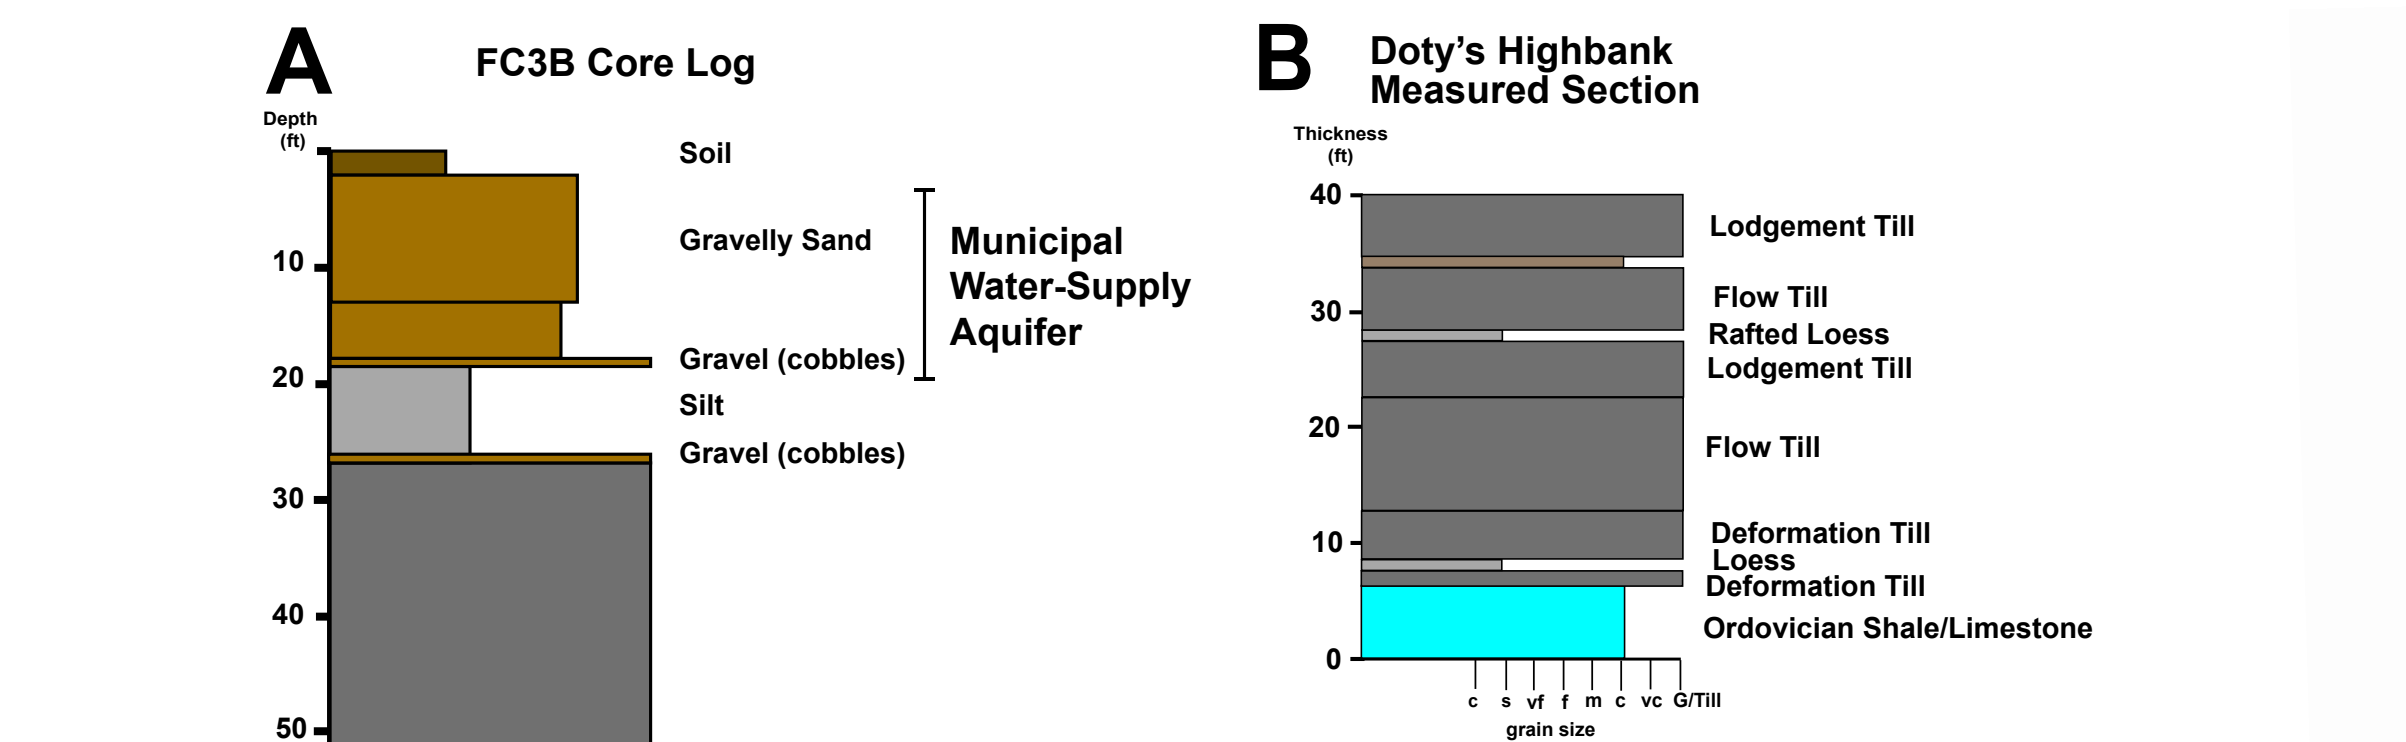 A
FC3B Core Log
Depth
(ft)
Soil
Gravelly Sand
10
Gravel (cobbles)
20
Silt
Gravel (cobbles)
30
40
50
Municipal
Water-Supply
Aquifer
B
Doty’s Highbank
Measured Section
Thickness
(ft)
40
Lodgement Till
Flow Till
30
Rafted Loess
Lodgement Till
20
Flow Till
10
Deformation Till
Loess
Deformation Till
Ordovician Shale/Limestone
0
c s vf f m c vc G/Till
grain size